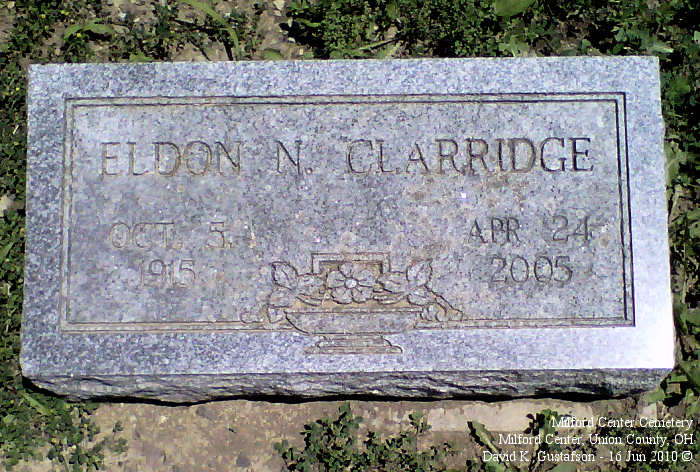 ELDON N. CLARRIDGE
OCT. 3, APR 24
1915 2005
Milford Center Cemetery
Milford Center, Union County, OH.
David K. Gustafson - 16 Jun 2010 ©